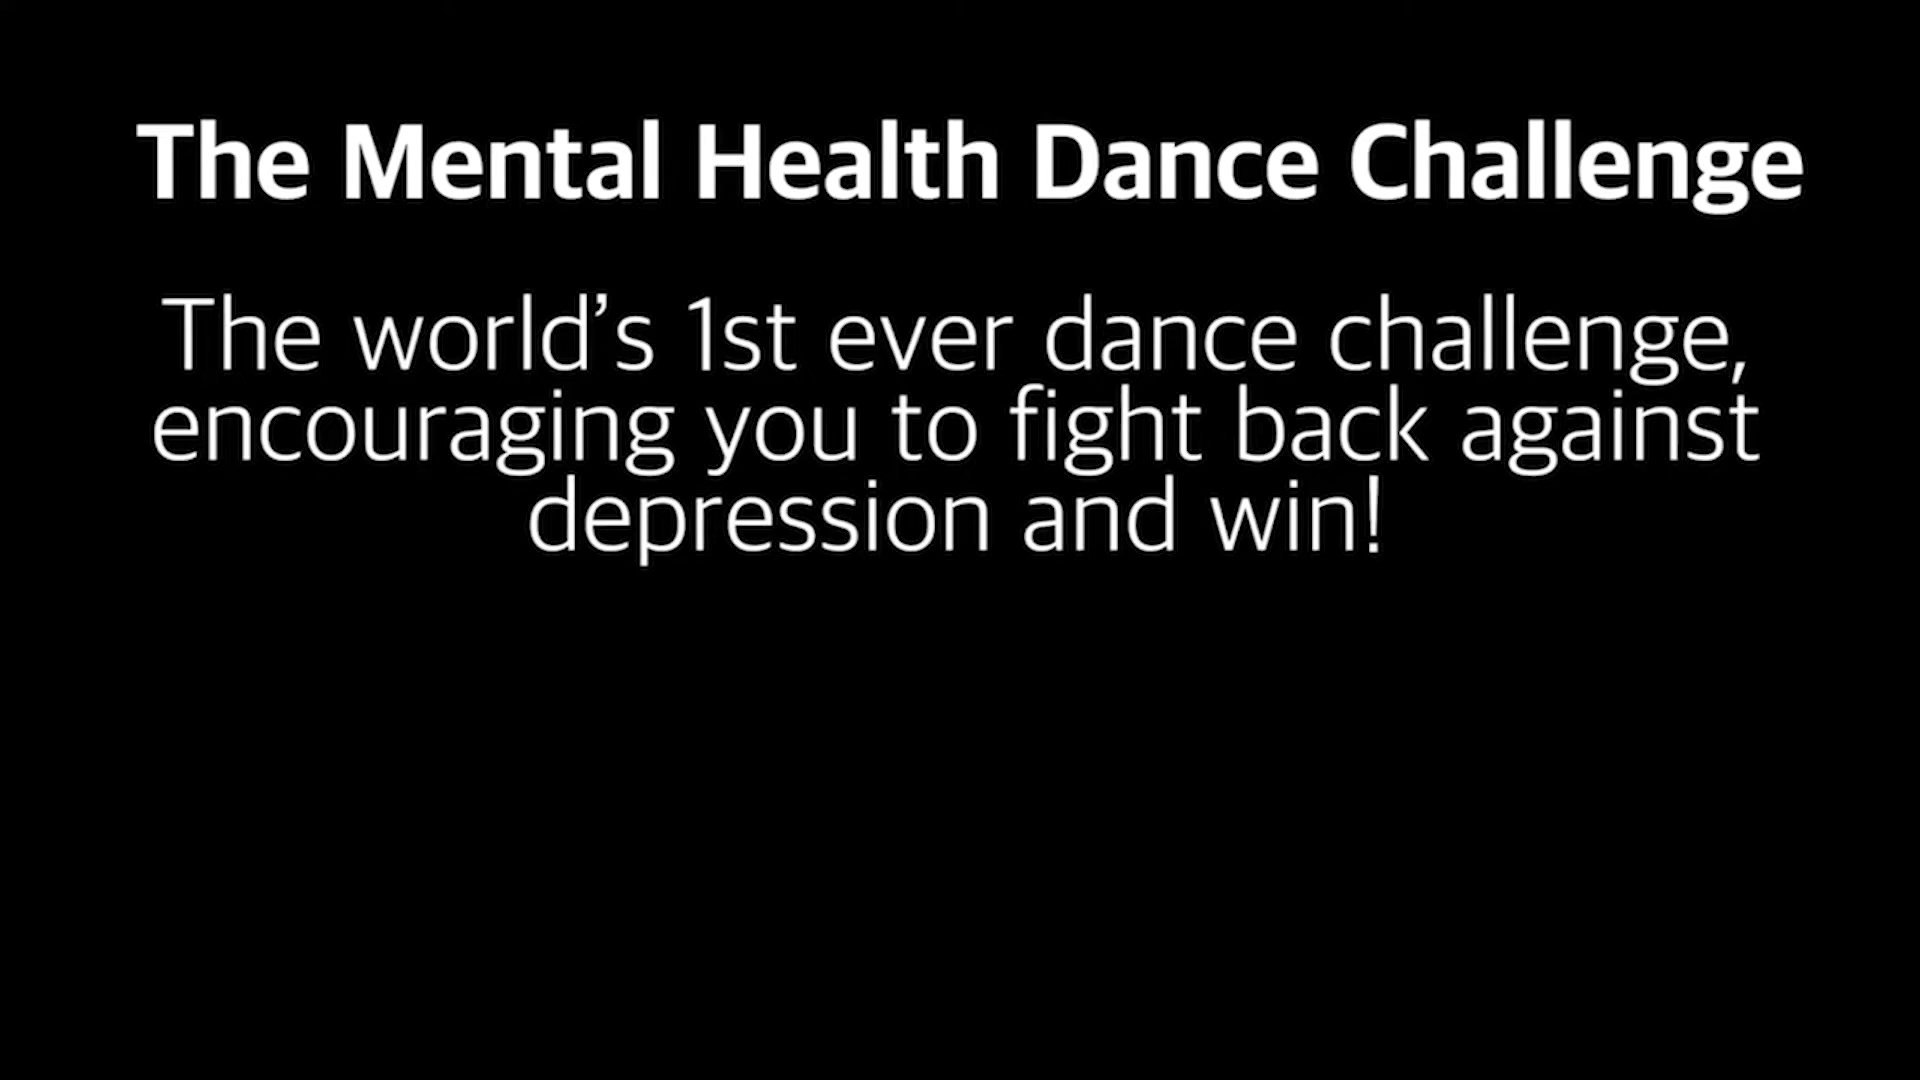 The Mental Health Dance Challenge
The world’s 1st ever dance challenge,
encouraging you to fight back against
depression and win!